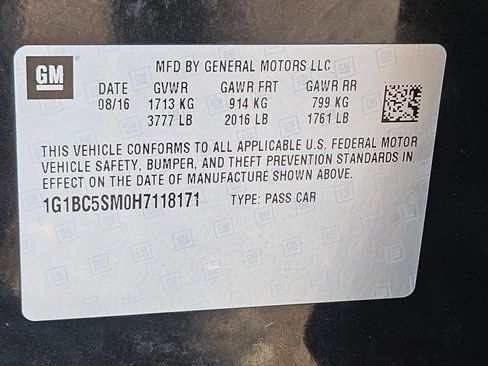 GM
MFD BY GENERAL MOTORS LLC
DATE GVWR GAWR FRT GAWR RR
08/16 1713 KG 914 KG 799 KG
3777 LB 2016 LB 1761 LB
THIS VEHICLE CONFORMS TO ALL APPLICABLE U.S. FEDERAL MOTOR
VEHICLE SAFETY, BUMPER, AND THEFT PREVENTION STANDARDS IN
EFFECT ON THE DATE OF MANUFACTURE SHOWN ABOVE.
1G1BC5SM0H7118171 TYPE: PASS CAR